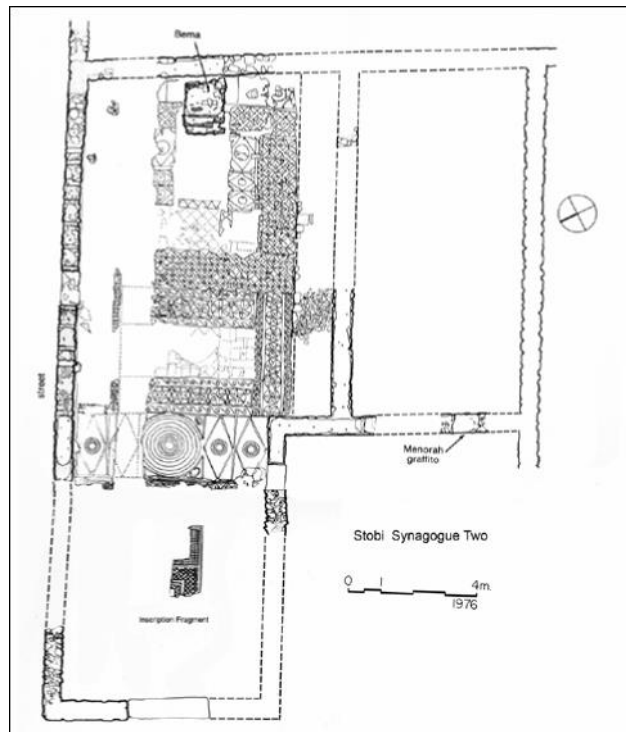 Bema
street
Menorah
graffito
Stobi Synagogue Two
0 1 4m.
1976
Inscription Fragment